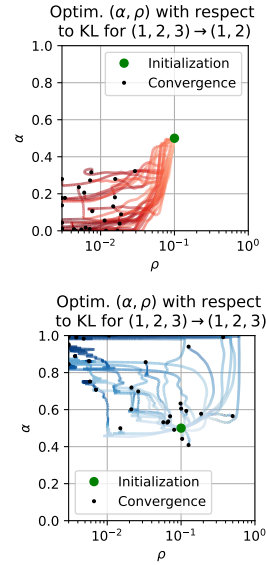 Optim. (α, ρ) with respect
to KL for (1, 2, 3) → (1, 2)
1.0
0.8
0.6
0.4
0.2
0.0
α
Initialization
Convergence
10⁻²
10⁻¹
10⁰
ρ
Optim. (α, ρ) with respect
to KL for (1, 2, 3) → (1, 2, 3)
1.0
0.8
0.6
0.4
0.2
0.0
α
Initialization
Convergence
10⁻²
10⁻¹
10⁰
ρ